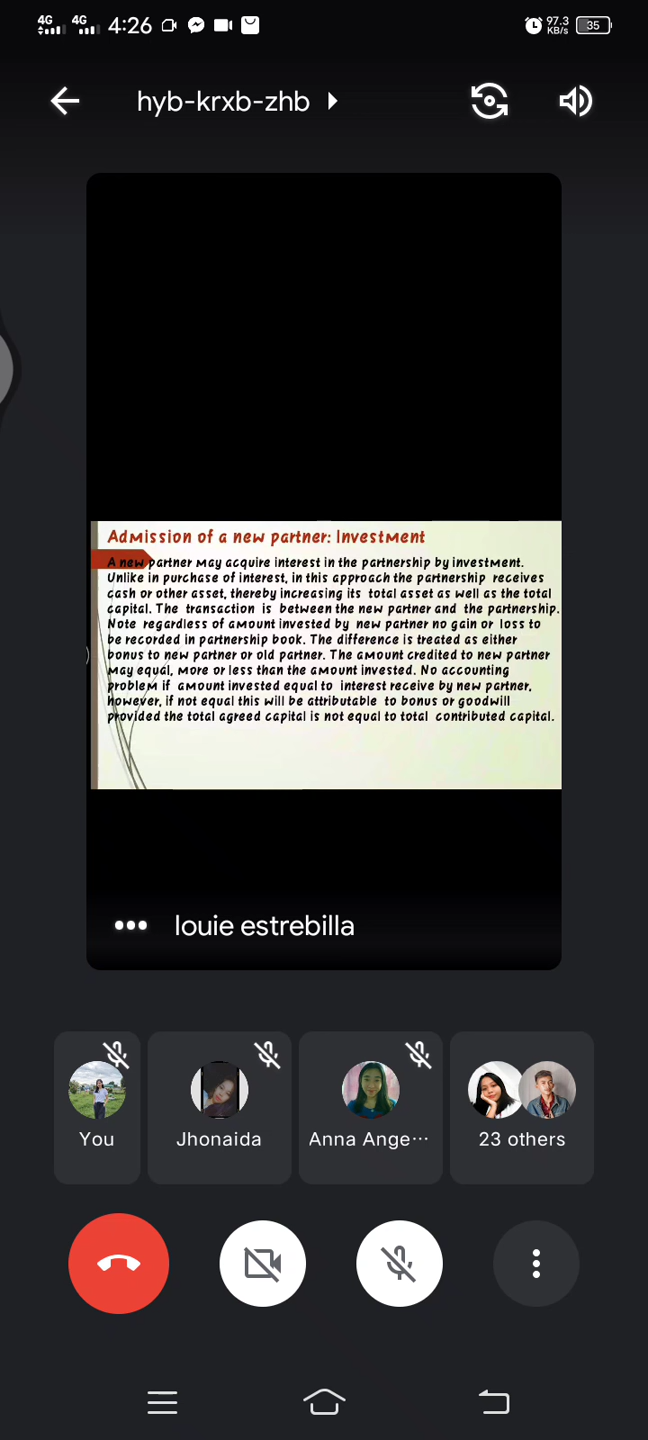 4G 4G 4:26 97.3 KB/s 35
hyb-krxb-zhb
Admission of a new partner: Investment
A new partner may acquire interest in the partnership by investment.
Unlike in purchase of interest, in this approach the partnership receives
cash or other asset, thereby increasing its total asset as well as the total
capital. The transaction is between the new partner and the partnership.
Note regardless of amount invested by new partner no gain or loss to
be recorded in partnership book. The difference is treated as either
bonus to new partner or old partner. The amount credited to new partner
may equal, more or less than the amount invested. No accounting
problem if amount invested equal to interest receive by new partner,
however, if not equal this will be attributable to bonus or goodwill
provided the total agreed capital is not equal to total contributed capital.
louie estrebilla
You Jhonaida Anna Ange... 23 others